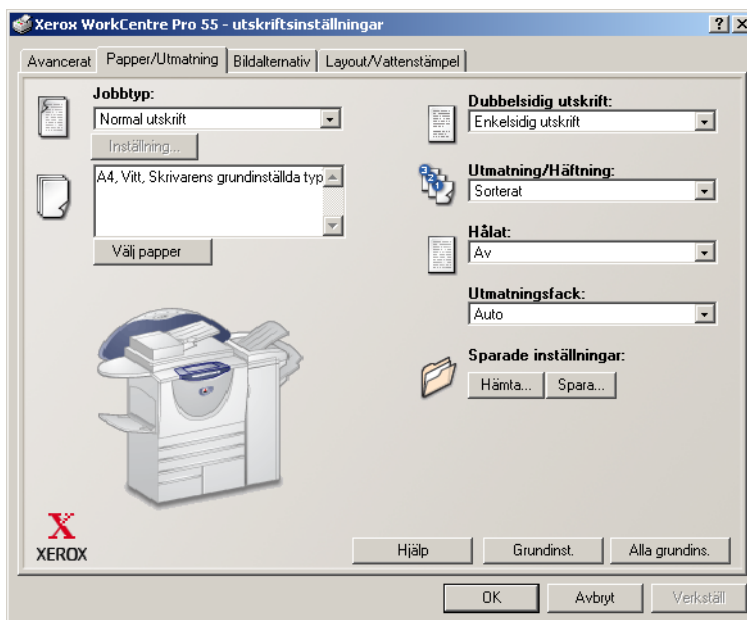 Xerox WorkCentre Pro 55 - utskriftsinställningar
Avancerat
Papper/Utmatning
Bildalternativ
Layout/Vattenstämpel
Jobbtyp:
Normal utskrift
Inställning...
A4, Vitt, Skrivarens grundinställda typ
Välj papper
Dubbelsidig utskrift:
Enkelsidig utskrift
Utmatning/Häftning:
Sorterat
Hålat:
Av
Utmatningsfack:
Auto
Sparade inställningar:
Hämta...
Spara...
X
XEROX
Hjälp
Grundinst.
Alla grundins.
OK
Avbryt
Verkställ